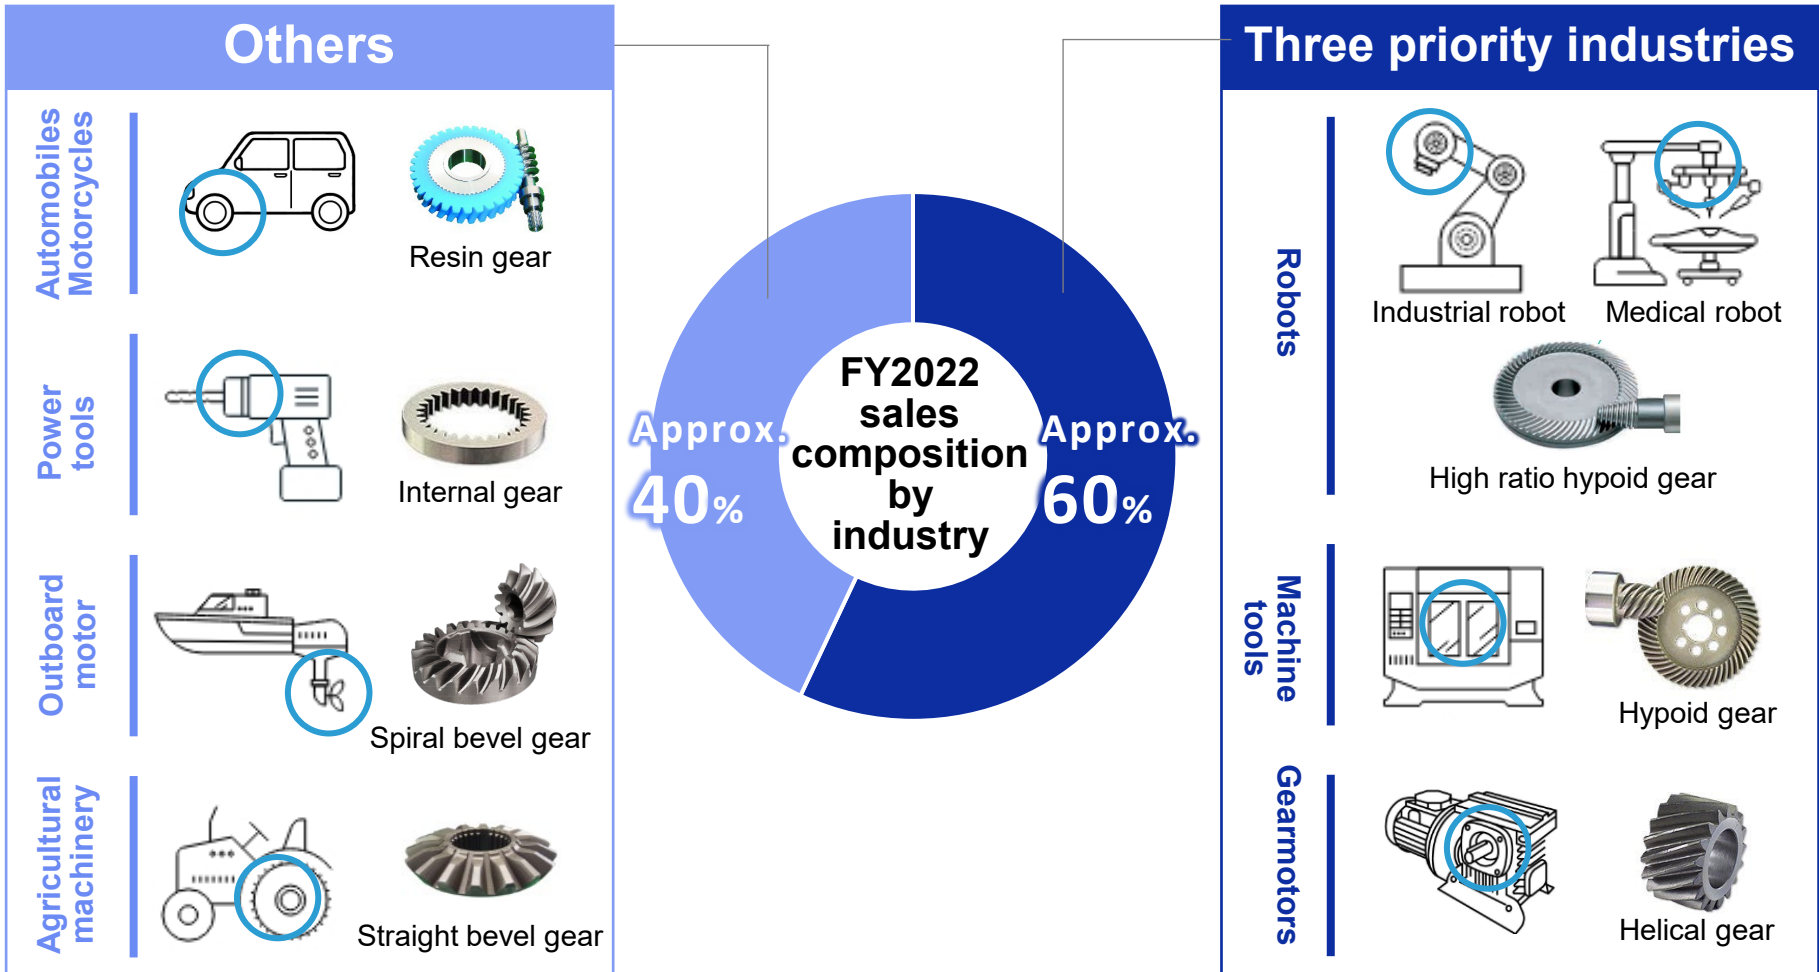 Others
Automobiles
Motorcycles
Resin gear
Power
tools
Internal gear
Outboard
motor
Spiral bevel gear
Agricultural
machinery
Straight bevel gear
FY2022
sales
composition
by
industry
Approx.
40%
Approx.
60%
Three priority industries
Robots
Industrial robot
Medical robot
High ratio hypoid gear
Machine
tools
Hypoid gear
Gearmotors
Helical gear